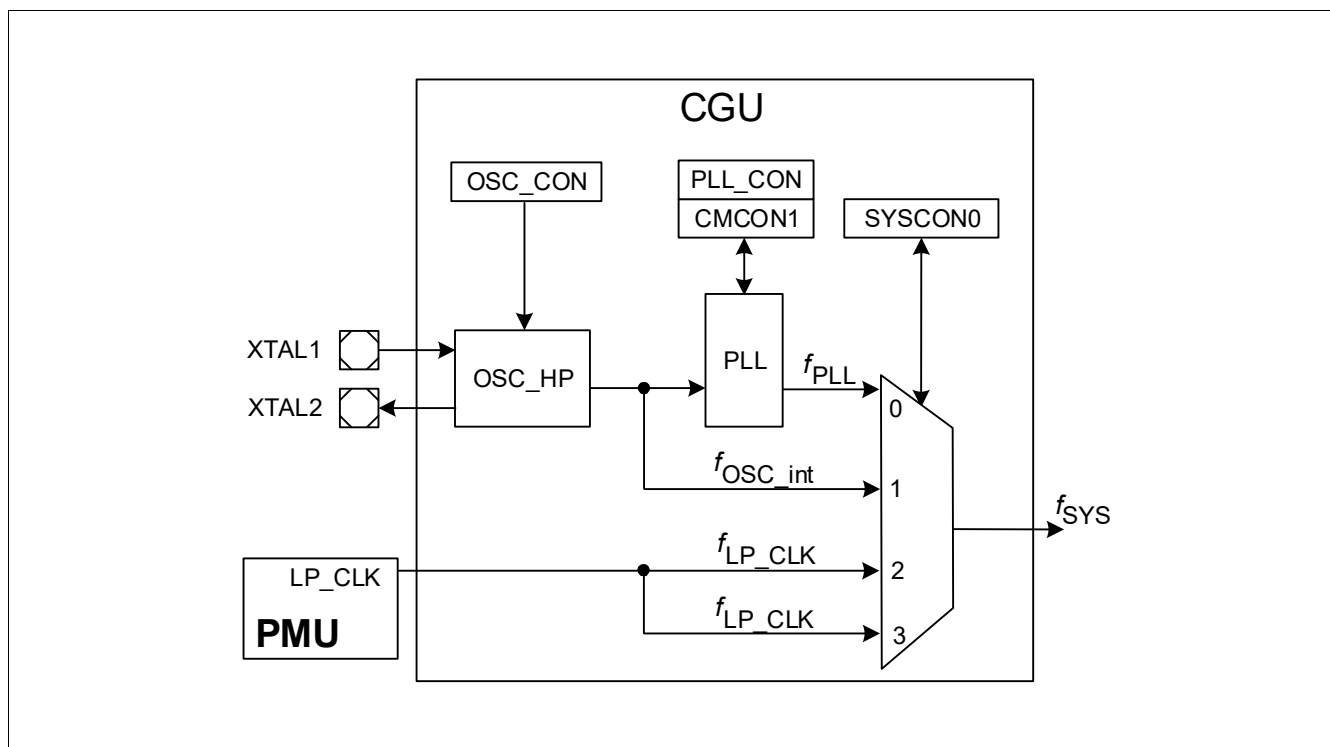 CGU
OSC_CON
PLL_CON
CMCON1
SYSCON0
XTAL1
XTAL2
OSC_HP
PLL
fPLL
0
fOSC_int
1
fSYS
fLP_CLK
2
LP_CLK
PMU
fLP_CLK
3